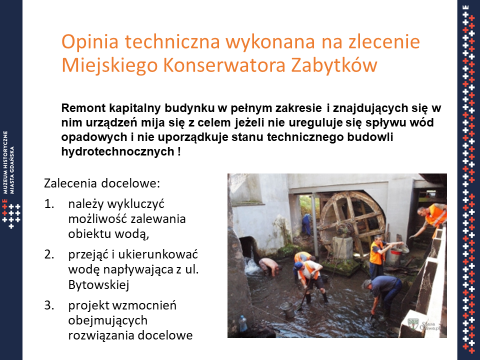 Opinia techniczna wykonana na zlecenie
Miejskiego Konserwatora Zabytków
Remont kapitalny budynku w pełnym zakresie i znajdujących się w
nim urządzeń mija się z celem jeżeli nie ureguluje się spływu wód
opadowych i nie uporządkuje stanu technicznego budowli
hydrotechnocznych !
Zalecenia docelowe:
1. należy wykluczyć
możliwość zalewania
obiektu wodą,
2. przejąć i ukierunkować
wodę napływająca z ul.
Bytowskiej
3. projekt wzmocnień
obejmujących
rozwiązania docelowe
MUZEUM HISTORYCZNE
MIASTA GDAŃSKA